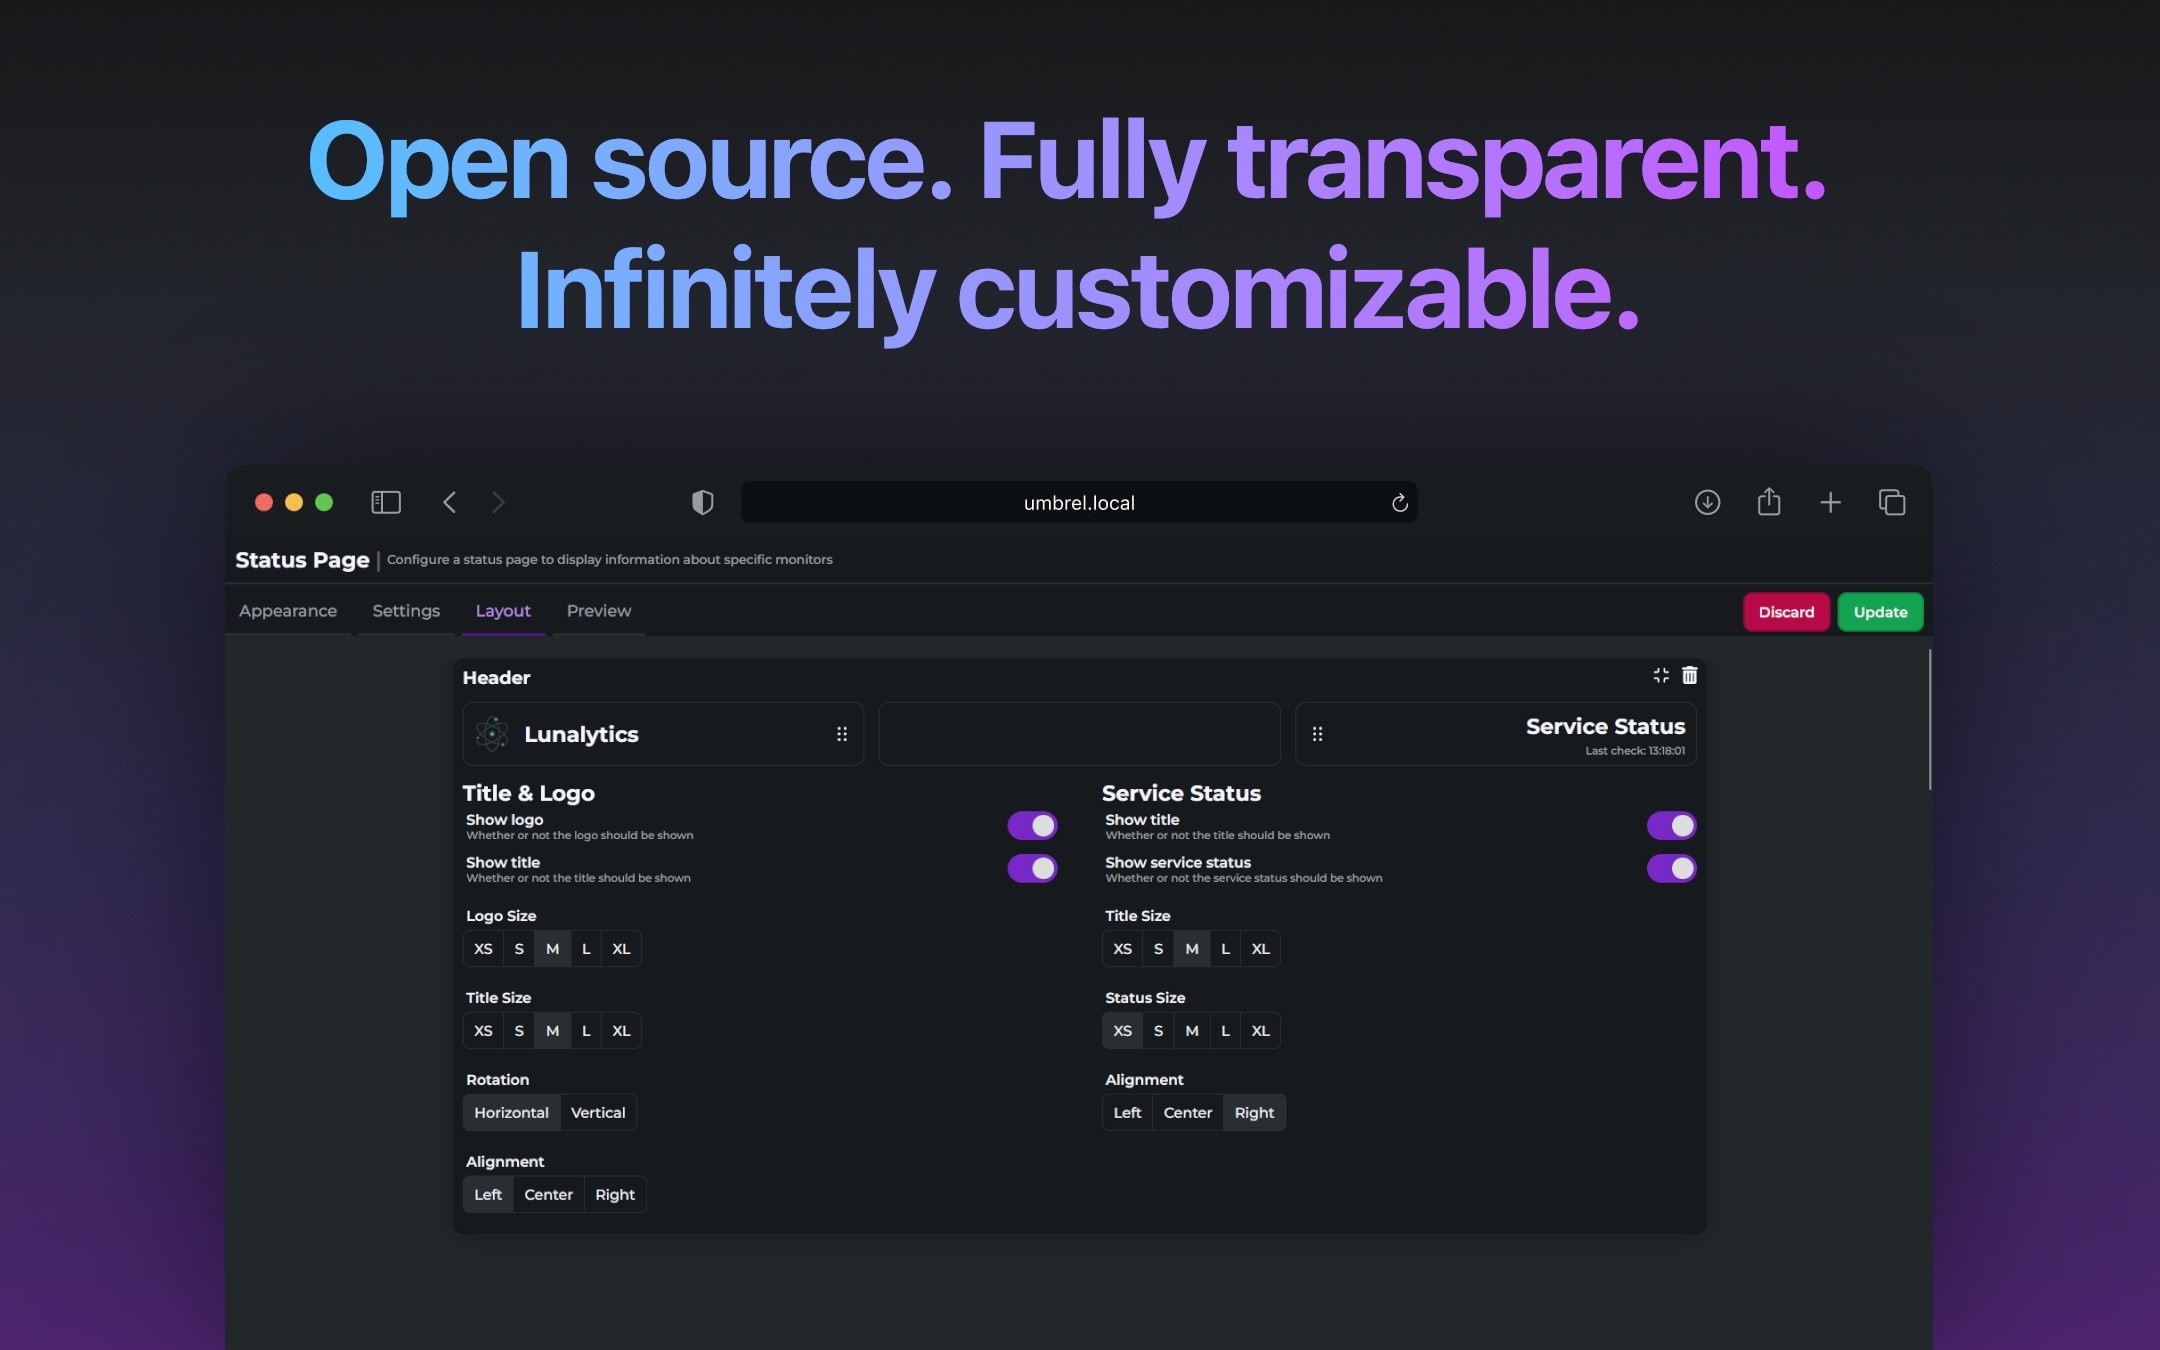 Open source. Fully transparent.
Infinitely customizable.
umbrel.local
Status Page | Configure a status page to display information about specific monitors
Appearance Settings Layout Preview Discard Update
Header
Lunalytics
Service Status
Last check: 13:18:01
Title & Logo
Show logo
Whether or not the logo should be shown
Show title
Whether or not the title should be shown
Logo Size
XS S M L XL
Title Size
XS S M L XL
Rotation
Horizontal Vertical
Alignment
Left Center Right
Service Status
Show title
Whether or not the title should be shown
Show service status
Whether or not the service status should be shown
Title Size
XS S M L XL
Status Size
XS S M L XL
Alignment
Left Center Right